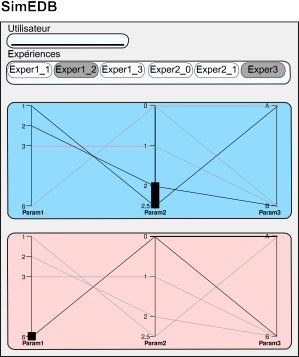 SimEDB
Utilisateur
Expériences
Exper1_1 Exper1_2 Exper1_3 Exper2_0 Exper2_1 Exper3
1 0 A
2
3 1
2
6 2.5 B
Param1 Param2 Param3
1 0 A
2
3 1
2
6 2.5 B
Param1 Param2 Param3